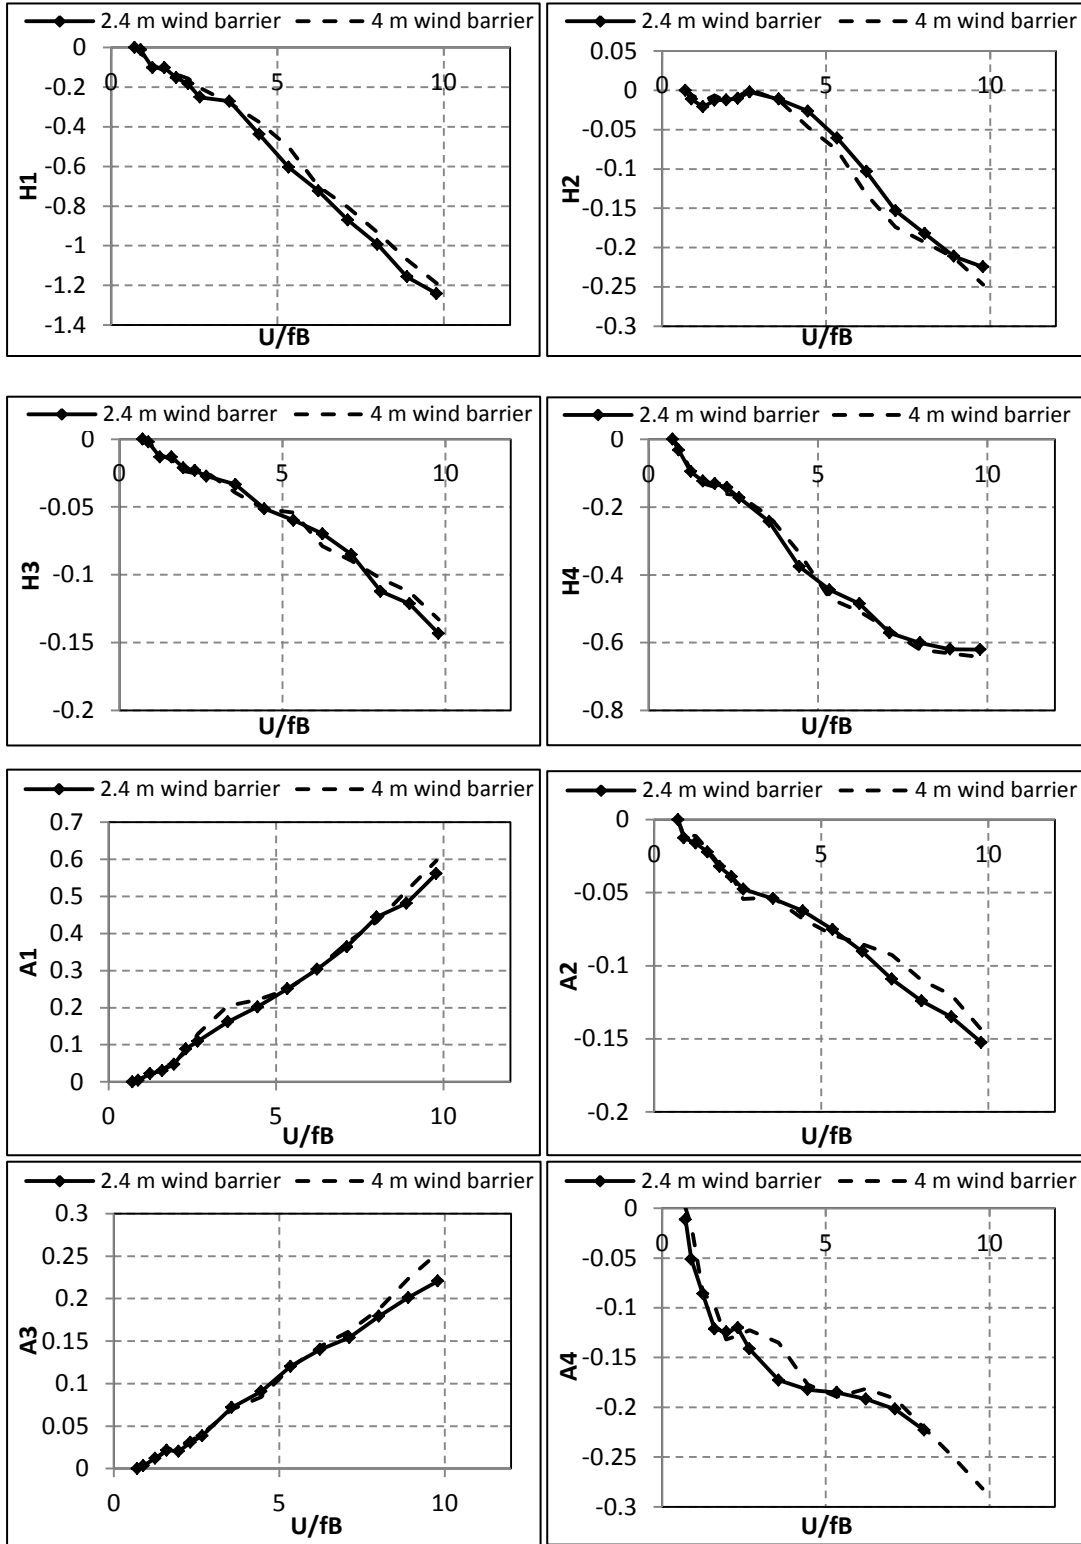 2.4 m wind barrier 4 m wind barrier
0
0 5 10
-0.2
-0.4
-0.6
-0.8
-1
-1.2
-1.4
H1
U/fB
2.4 m wind barrier 4 m wind barrier
0.05
0
0 5 10
-0.05
-0.1
-0.15
-0.2
-0.25
-0.3
H2
U/fB
2.4 m wind barrer 4 m wind barrier
0
0 5 10
-0.05
-0.1
-0.15
-0.2
H3
U/fB
2.4 m wind barrier 4 m wind barrier
0
0 5 10
-0.2
-0.4
-0.6
-0.8
H4
U/fB
2.4 m wind barrier 4 m wind barrier
0.7
0.6
0.5
0.4
0.3
0.2
0.1
0
0 5 10
A1
U/fB
2.4 m wind barrier 4 m wind barrier
0
0 5 10
-0.05
-0.1
-0.15
-0.2
A2
U/fB
2.4 m wind barrier 4 m wind barrier
0.3
0.25
0.2
0.15
0.1
0.05
0
0 5 10
A3
U/fB
2.4 m wind barrier 4 m wind barrier
0
0 5 10
-0.05
-0.1
-0.15
-0.2
-0.25
-0.3
A4
U/fB